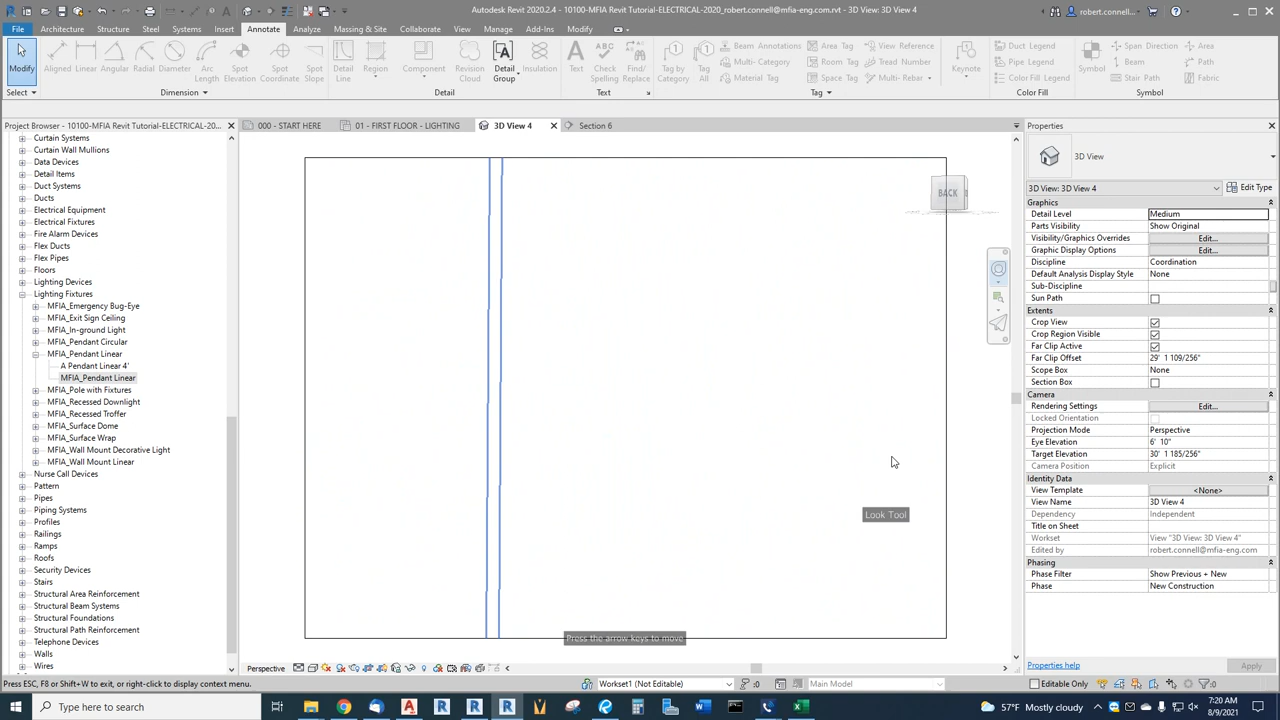 Autodesk Revit 2020.2.4 - 10100-MFIA Revit Tutorial-ELECTRICAL-2020_robert.connell@mfia-eng.com.rvt - 3D View: 3D View 4
robert.connell...
File Architecture Structure Steel Systems Insert Annotate Analyze Massing & Site Collaborate View Manage Add-Ins Modify
Modify Aligned Linear Angular Radial Diameter Arc Length Spot Elevation Spot Coordinate Spot Slope Detail Line Region Component Revision Cloud Detail Group Insulation Text Check Spelling Find/ Replace Tag by Category Tag All Beam Annotations Multi- Category Material Tag Area Tag Room Tag Space Tag View Reference Tread Number Multi- Rebar Keynote Duct Legend Pipe Legend Color Fill Legend Symbol Span Direction Beam Stair Path Area Path Fabric
Select Dimension Detail Text Tag Color Fill Symbol
Project Browser - 10100-MFIA Revit Tutorial-ELECTRICAL-20...
000 - START HERE 01 - FIRST FLOOR - LIGHTING 3D View 4 Section 6
Properties
Curtain Systems
Curtain Wall Mullions
Data Devices
Detail Items
Duct Systems
Ducts
Electrical Equipment
Electrical Fixtures
Fire Alarm Devices
Flex Ducts
Flex Pipes
Floors
Lighting Devices
Lighting Fixtures
MFIA_Emergency Bug-Eye
MFIA_Exit Sign Ceiling
MFIA_In-ground Light
MFIA_Pendant Circular
MFIA_Pendant Linear
A Pendant Linear 4'
MFIA_Pendant Linear
MFIA_Pole with Fixtures
MFIA_Recessed Downlight
MFIA_Recessed Troffer
MFIA_Surface Dome
MFIA_Surface Wrap
MFIA_Wall Mount Decorative Light
MFIA_Wall Mount Linear
Nurse Call Devices
Pattern
Pipes
Piping Systems
Profiles
Railings
Ramps
Roofs
Security Devices
Stairs
Structural Area Reinforcement
Structural Beam Systems
Structural Foundations
Structural Path Reinforcement
Telephone Devices
Walls
Wires
BACK
Look Tool
Press the arrow keys to move
Perspective
3D View
3D View: 3D View 4 Edit Type
Graphics
Detail Level Medium
Parts Visibility Show Original
Visibility/Graphics Overrides Edit...
Graphic Display Options Edit...
Discipline Coordination
Default Analysis Display Style None
Sub-Discipline
Sun Path
Extents
Crop View
Crop Region Visible
Far Clip Active
Far Clip Offset 29' 1 109/256"
Scope Box None
Section Box
Camera
Rendering Settings Edit...
Locked Orientation
Projection Mode Perspective
Eye Elevation 6' 10"
Target Elevation 30' 1 185/256"
Camera Position Explicit
Identity Data
View Template <None>
View Name 3D View 4
Dependency Independent
Title on Sheet
Workset View "3D View: 3D View 4"
Edited by robert.connell@mfia-eng.com
Phasing
Phase Filter Show Previous + New
Phase New Construction
Properties help Apply
Press ESC, F8 or Shift+W to exit, or right-click to display context menu. Workset1 (Not Editable) :0 Main Model Editable Only :0
Type here to search 57°F Mostly cloudy 7:20 AM
8/9/2021